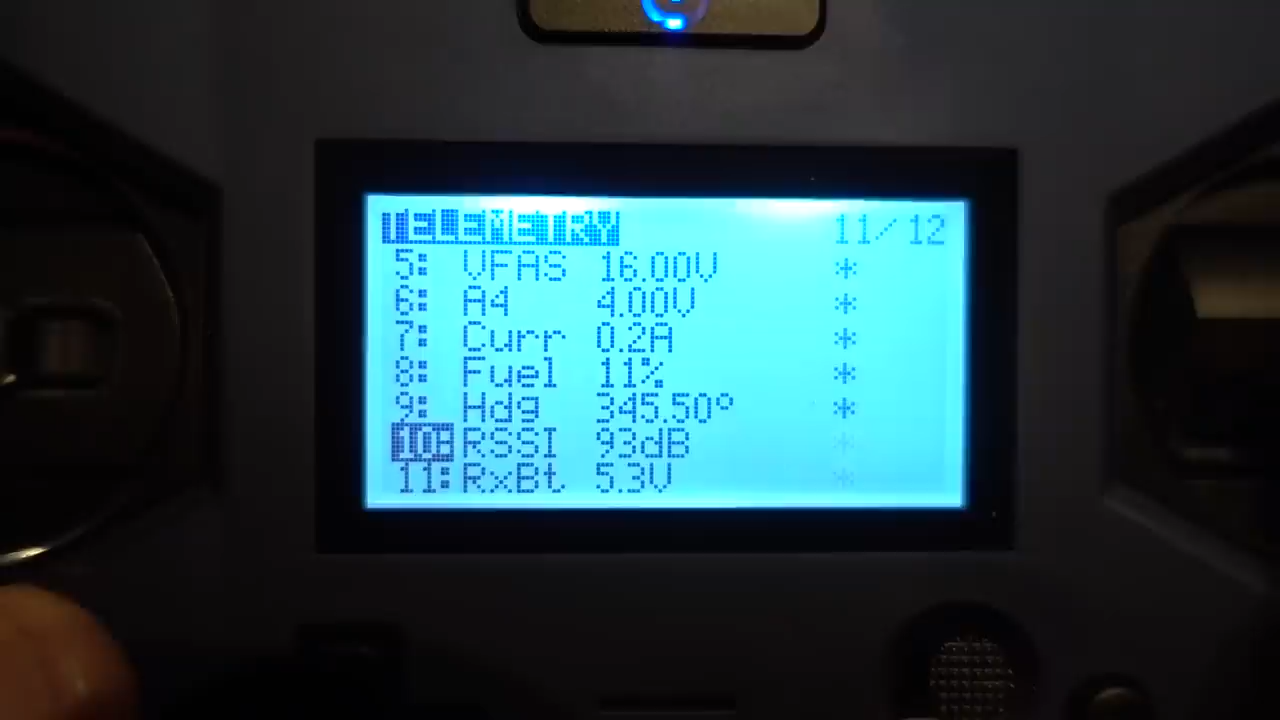 TELEMETRY 11/12
5: VFAS 16.00V *
6: A4 4.00V *
7: Curr 0.2A *
8: Fuel 11% *
9: Hdg 345.50º *
10: RSSI 93dB *
11: RxBt 5.3V *